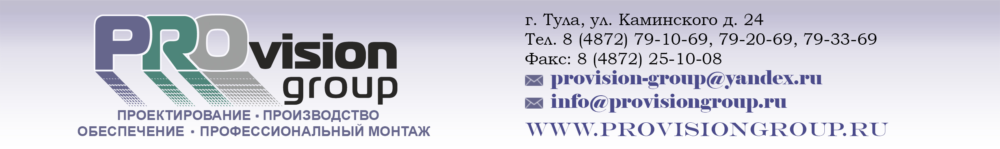 PROvision
group
ПРОЕКТИРОВАНИЕ · ПРОИЗВОДСТВО
ОБЕСПЕЧЕНИЕ · ПРОФЕССИОНАЛЬНЫЙ МОНТАЖ
г. Тула, ул. Каминского д. 24
Тел. 8 (4872) 79-10-69, 79-20-69, 79-33-69
Факс: 8 (4872) 25-10-08
provision-group@yandex.ru
info@provisiongroup.ru
WWW.PROVISIONGROUP.RU